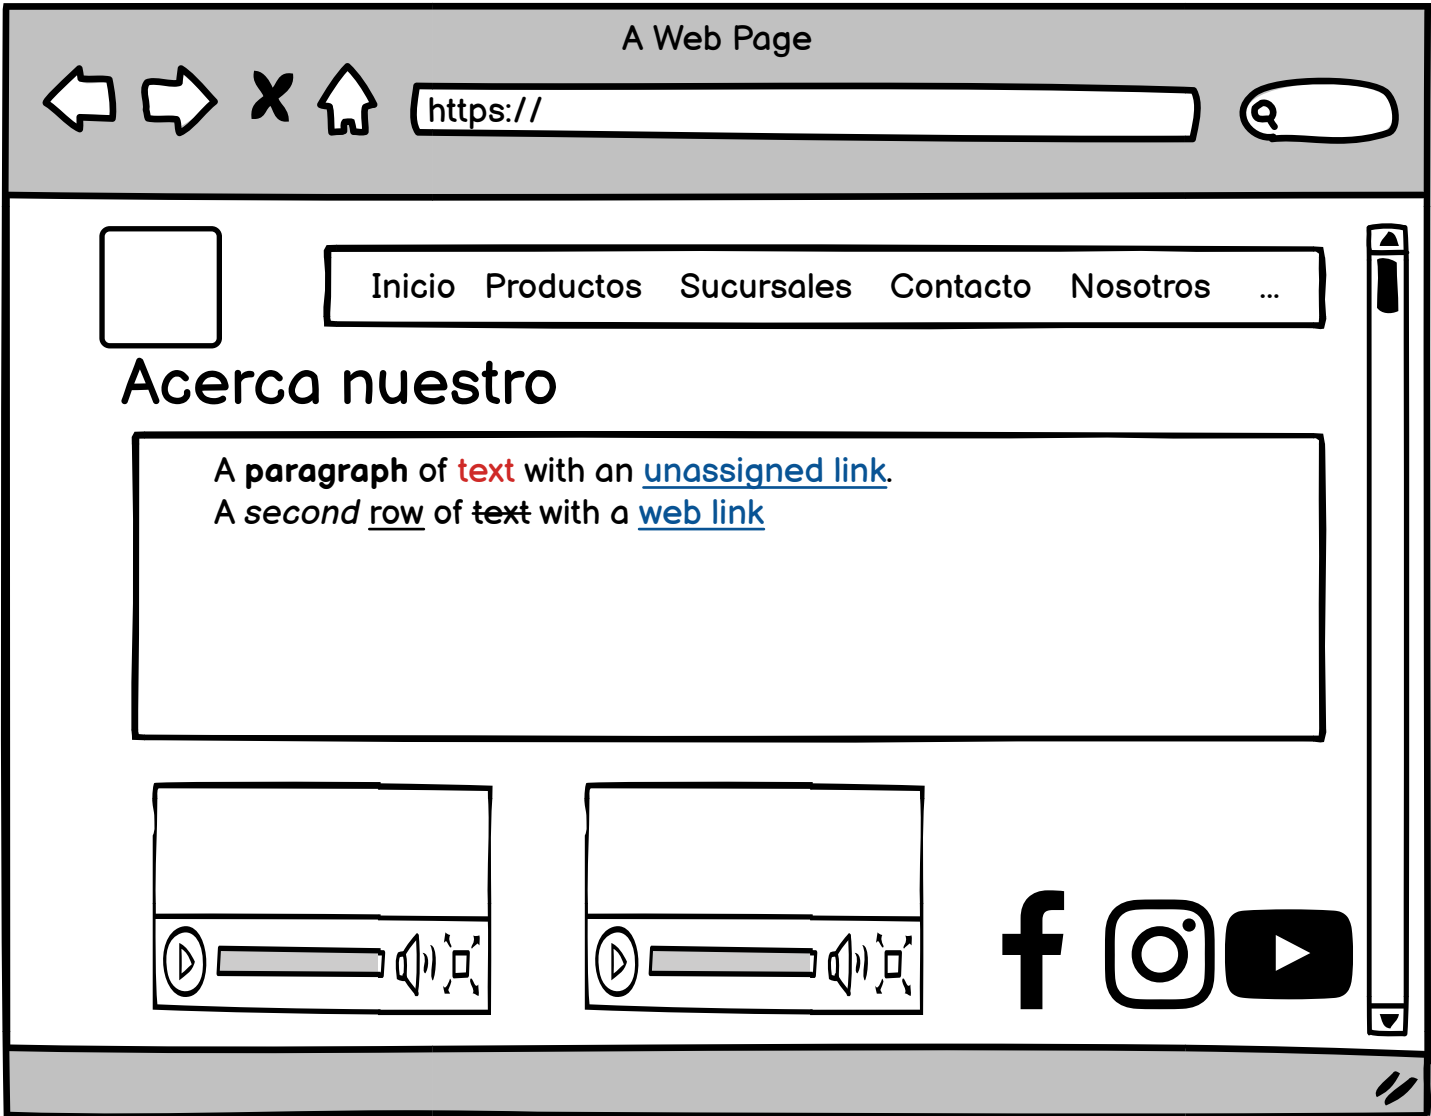 A Web Page
https://
Inicio Productos Sucursales Contacto Nosotros ...
Acerca nuestro
A paragraph of text with an unassigned link.
A second row of text with a web link